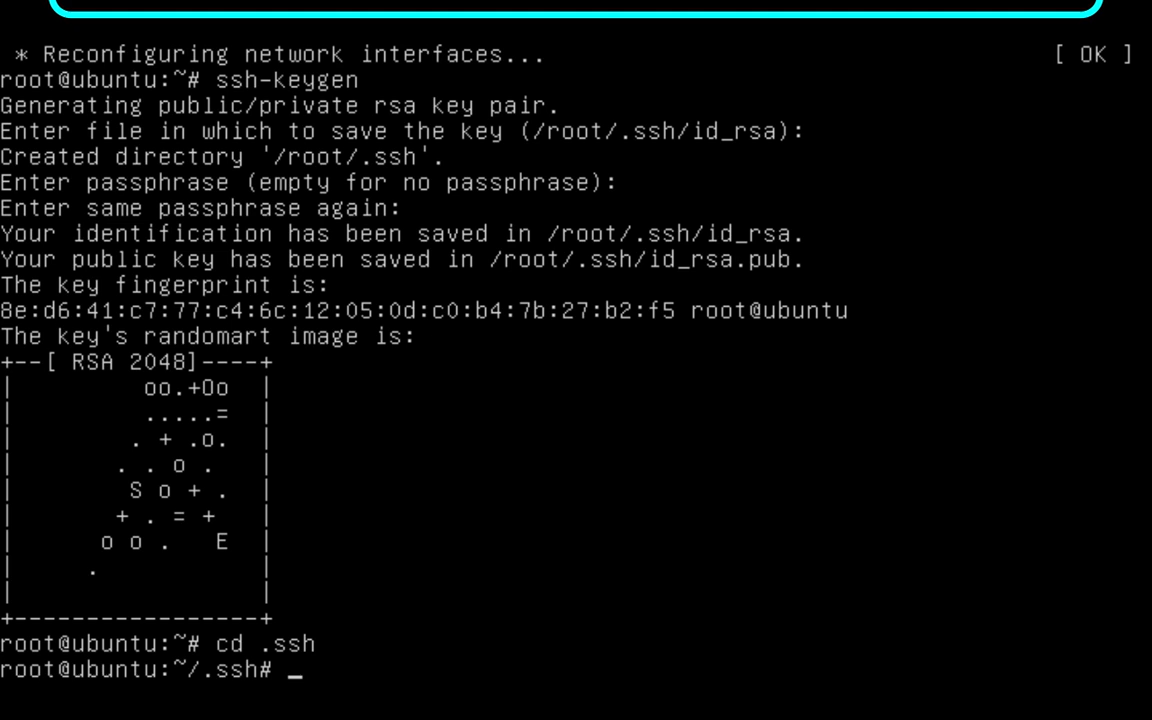 * Reconfiguring network interfaces... [ OK ]
root@ubuntu:~# ssh-keygen
Generating public/private rsa key pair.
Enter file in which to save the key (/root/.ssh/id_rsa):
Created directory '/root/.ssh'.
Enter passphrase (empty for no passphrase):
Enter same passphrase again:
Your identification has been saved in /root/.ssh/id_rsa.
Your public key has been saved in /root/.ssh/id_rsa.pub.
The key fingerprint is:
8e:d6:41:c7:77:c4:6c:12:05:0d:c0:b4:7b:27:b2:f5 root@ubuntu
The key's randomart image is:
+--[ RSA 2048]----+
|         oo.+Oo  |
|         .....=  |
|        . + .o.  |
|       . . o .   |
|        S o + .  |
|       + . = +   |
|      o o .   E  |
|     .           |
|                 |
+-----------------+
root@ubuntu:~# cd .ssh
root@ubuntu:~/.ssh# _